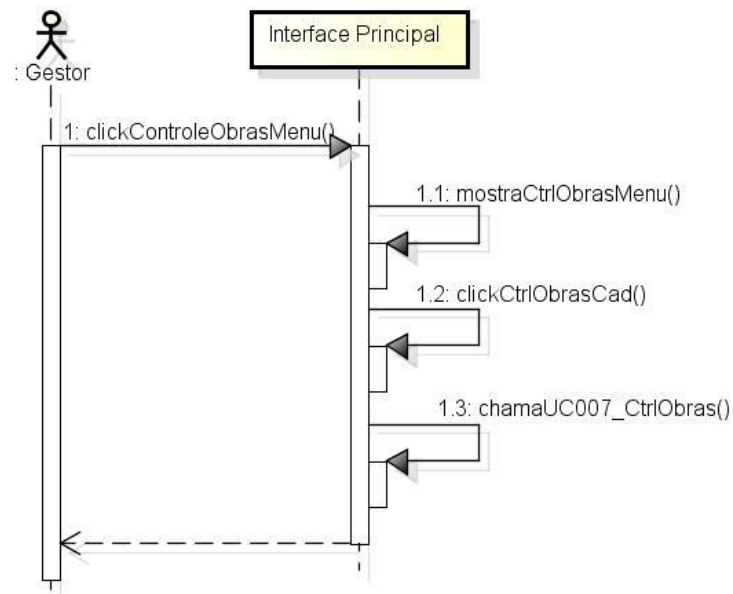 Interface Principal
: Gestor
1: clickControleObrasMenu()
1.1: mostraCtrlObrasMenu()
1.2: clickCtrlObrasCad()
1.3: chamaUC007_CtrlObras()